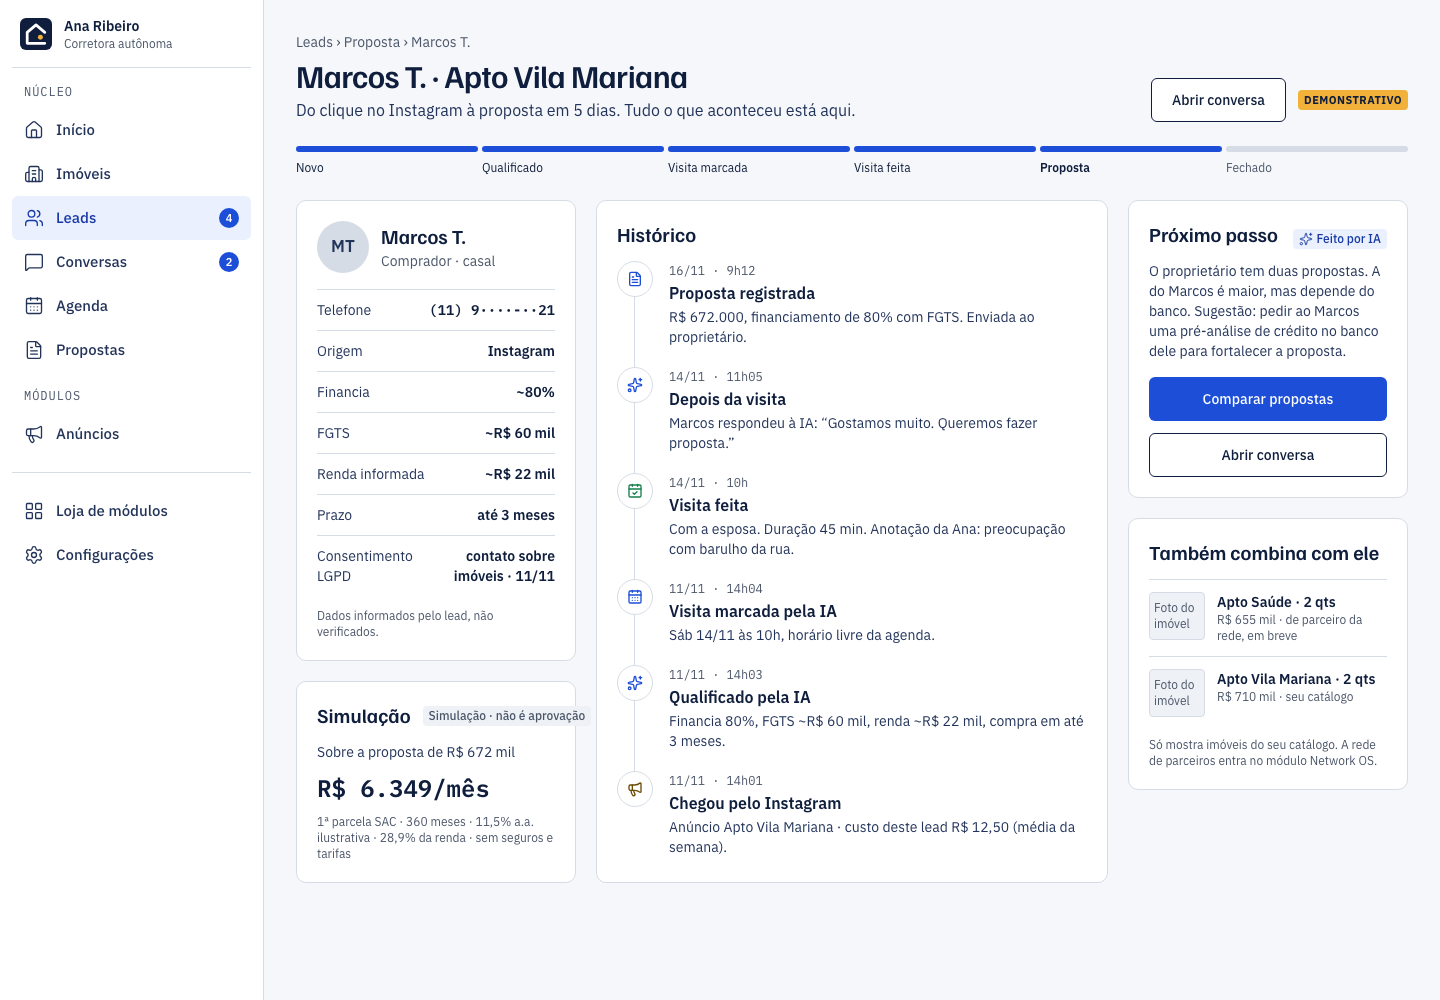 Ana Ribeiro
Corretora autônoma
NÚCLEO
Início
Imóveis
Leads 4
Conversas 2
Agenda
Propostas
MÓDULOS
Anúncios
Loja de módulos
Configurações
Leads › Proposta › Marcos T.
Marcos T. · Apto Vila Mariana
Do clique no Instagram à proposta em 5 dias. Tudo o que aconteceu está aqui.
Abrir conversa
DEMONSTRATIVO
Novo
Qualificado
Visita marcada
Visita feita
Proposta
Fechado
MT
Marcos T.
Comprador · casal
Telefone (11) 9····-··21
Origem Instagram
Financia ~80%
FGTS ~R$ 60 mil
Renda informada ~R$ 22 mil
Prazo até 3 meses
Consentimento contato sobre
LGPD imóveis · 11/11
Dados informados pelo lead, não
verificados.
Simulação
Simulação · não é aprovação
Sobre a proposta de R$ 672 mil
R$ 6.349/mês
1ª parcela SAC · 360 meses · 11,5% a.a.
ilustrativa · 28,9% da renda · sem seguros e
tarifas
Histórico
16/11 · 9h12
Proposta registrada
R$ 672.000, financiamento de 80% com FGTS. Enviada ao
proprietário.
14/11 · 11h05
Depois da visita
Marcos respondeu à IA: “Gostamos muito. Queremos fazer
proposta.”
14/11 · 10h
Visita feita
Com a esposa. Duração 45 min. Anotação da Ana: preocupação
com barulho da rua.
11/11 · 14h04
Visita marcada pela IA
Sáb 14/11 às 10h, horário livre da agenda.
11/11 · 14h03
Qualificado pela IA
Financia 80%, FGTS ~R$ 60 mil, renda ~R$ 22 mil, compra em até
3 meses.
11/11 · 14h01
Chegou pelo Instagram
Anúncio Apto Vila Mariana · custo deste lead R$ 12,50 (média da
semana).
Próximo passo
Feito por IA
O proprietário tem duas propostas. A
do Marcos é maior, mas depende do
banco. Sugestão: pedir ao Marcos
uma pré-análise de crédito no banco
dele para fortalecer a proposta.
Comparar propostas
Abrir conversa
Também combina com ele
Foto do
imóvel
Apto Saúde · 2 qts
R$ 655 mil · de parceiro da
rede, em breve
Foto do
imóvel
Apto Vila Mariana · 2 qts
R$ 710 mil · seu catálogo
Só mostra imóveis do seu catálogo. A rede
de parceiros entra no módulo Network OS.